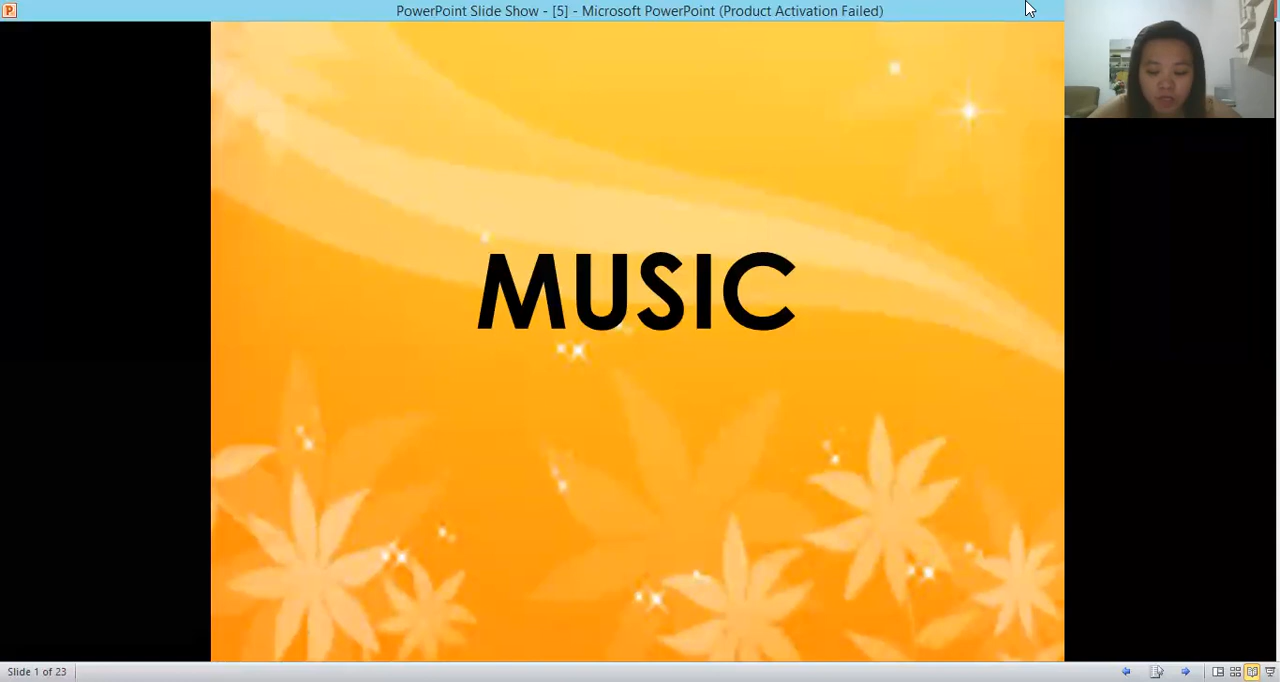 PowerPoint Slide Show - [5] - Microsoft PowerPoint (Product Activation Failed)
MUSIC
Slide 1 of 23